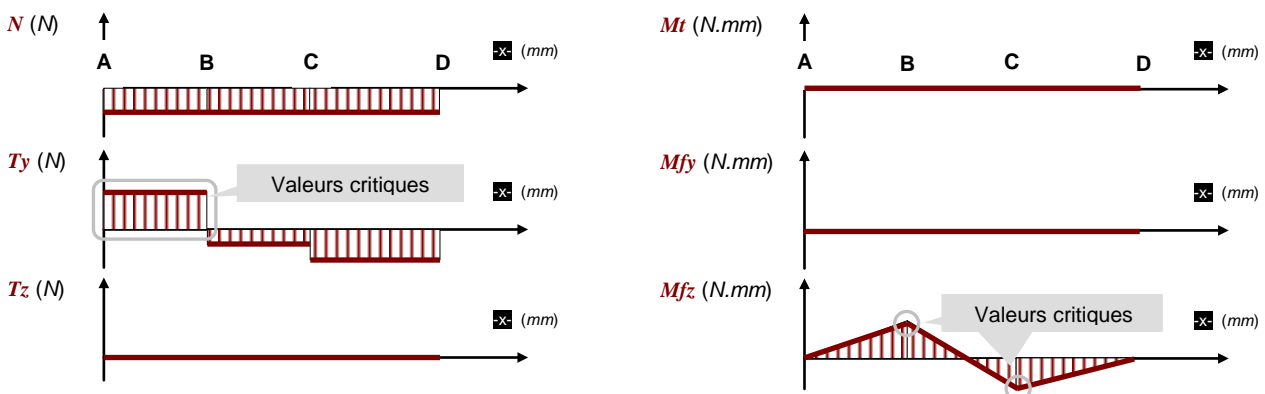 N (N)
-x- (mm)
A B C D
Ty (N)
Valeurs critiques
-x- (mm)
Tz (N)
-x- (mm)
Mt (N.mm)
-x- (mm)
A B C D
Mfy (N.mm)
-x- (mm)
Mfz (N.mm)
Valeurs critiques
-x- (mm)